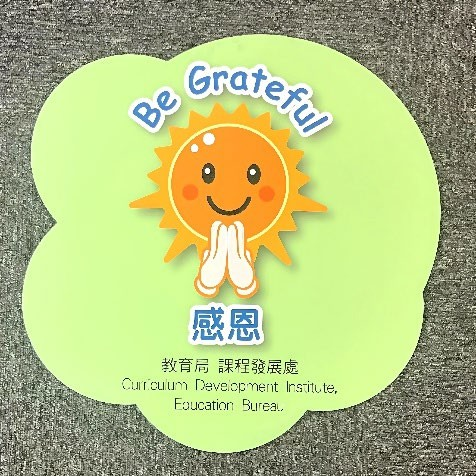 Be Grateful
感恩
教育局 課程發展處
Curriculum Development Institute,
Education Bureau